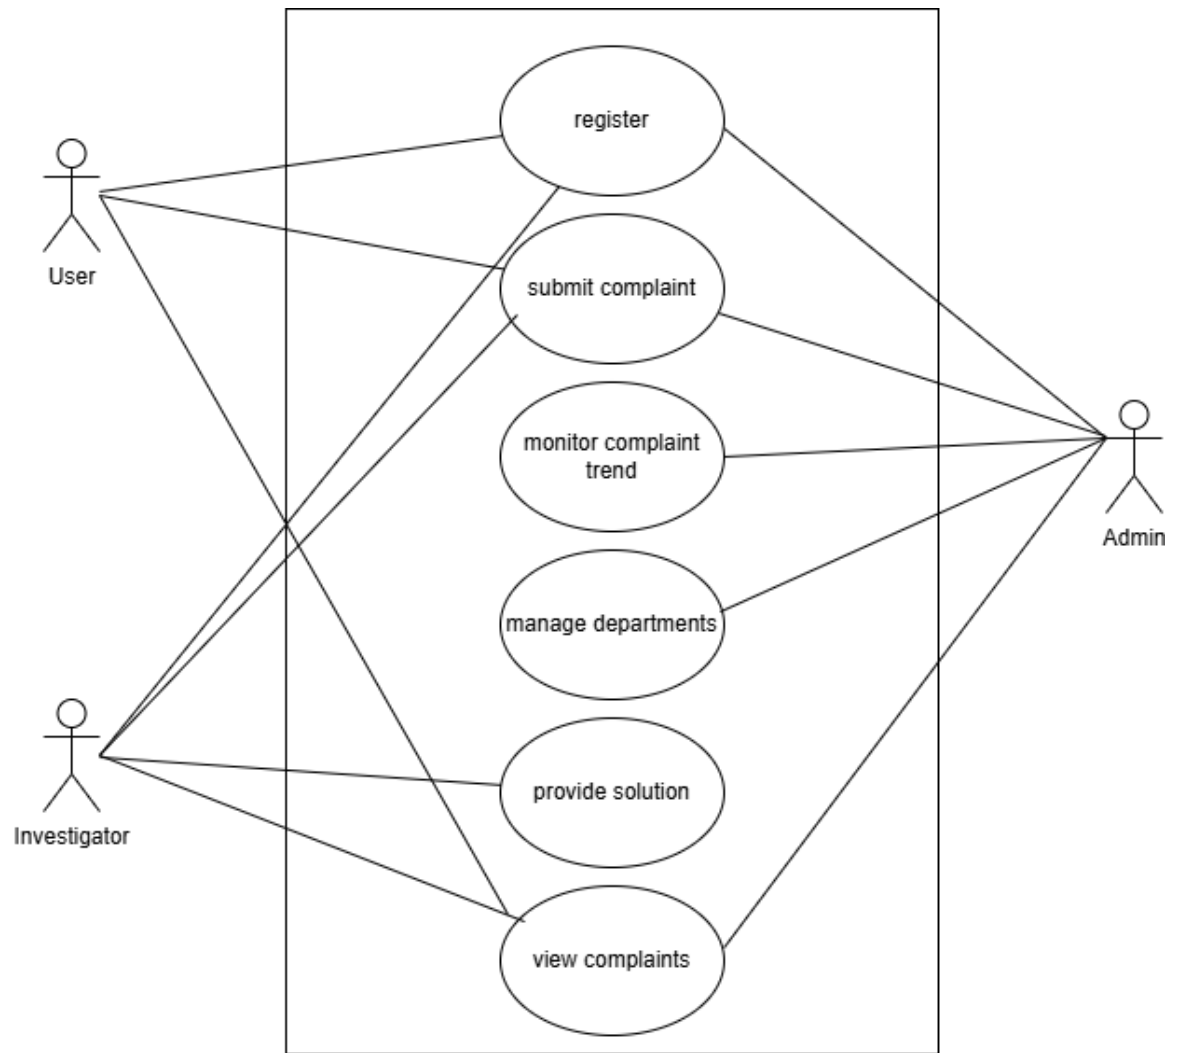 register
User
submit complaint
monitor complaint
trend
Admin
manage departments
provide solution
Investigator
view complaints